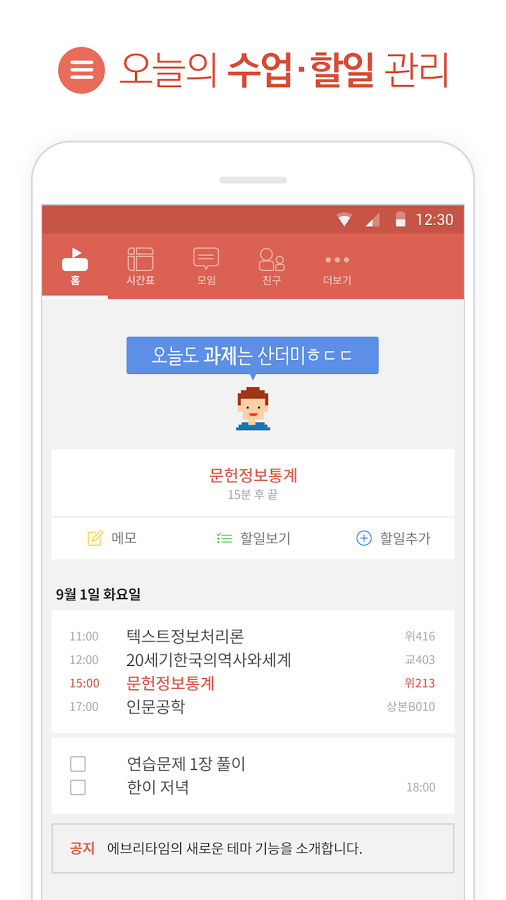 오늘의 수업·할일 관리
12:30
홈 시간표 모임 친구 더보기
오늘도 과제는 산더미ㅎㄷㄷ
문헌정보통계
15분 후 끝
메모 할일보기 할일추가
9월 1일 화요일
11:00 텍스트정보처리론 위416
12:00 20세기한국의역사와세계 교403
15:00 문헌정보통계 위213
17:00 인문공학 상본B010
연습문제 1장 풀이
한이 저녁 18:00
공지 에브리타임의 새로운 테마 기능을 소개합니다.